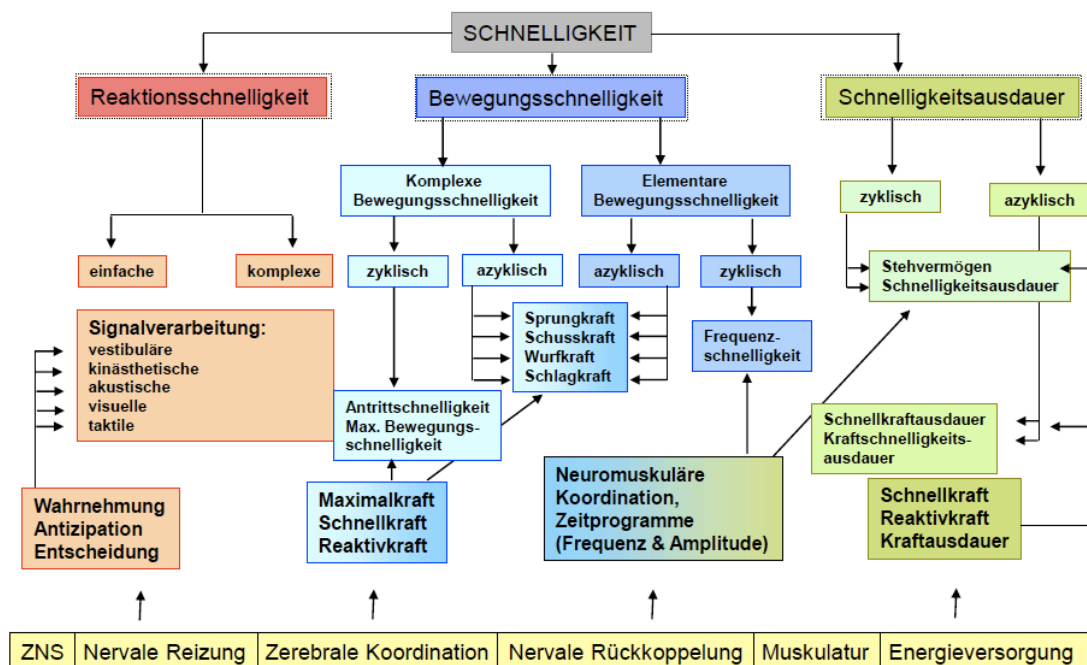 SCHNELLIGKEIT
Reaktionsschnelligkeit
Bewegungsschnelligkeit
Schnelligkeitsausdauer
Komplexe
Bewegungsschnelligkeit
Elementare
Bewegungsschnelligkeit
zyklisch
azyklisch
einfache
komplexe
zyklisch
azyklisch
azyklisch
zyklisch
Stehvermögen
Schnelligkeitsausdauer
Signalverarbeitung:
vestibuläre
kinästhetische
akustische
visuelle
taktile
Sprungkraft
Schusskraft
Wurfkraft
Schlagkraft
Frequenz-
schnelligkeit
Antrittschnelligkeit
Max. Bewegungs-
schnelligkeit
Schnellkraftausdauer
Kraftschnelligkeits-
ausdauer
Wahrnehmung
Antizipation
Entscheidung
Maximalkraft
Schnellkraft
Reaktivkraft
Neuromuskuläre
Koordination,
Zeitprogramme
(Frequenz & Amplitude)
Schnellkraft
Reaktivkraft
Kraftausdauer
ZNS
Nervale Reizung
Zerebrale Koordination
Nervale Rückkoppelung
Muskulatur
Energieversorgung